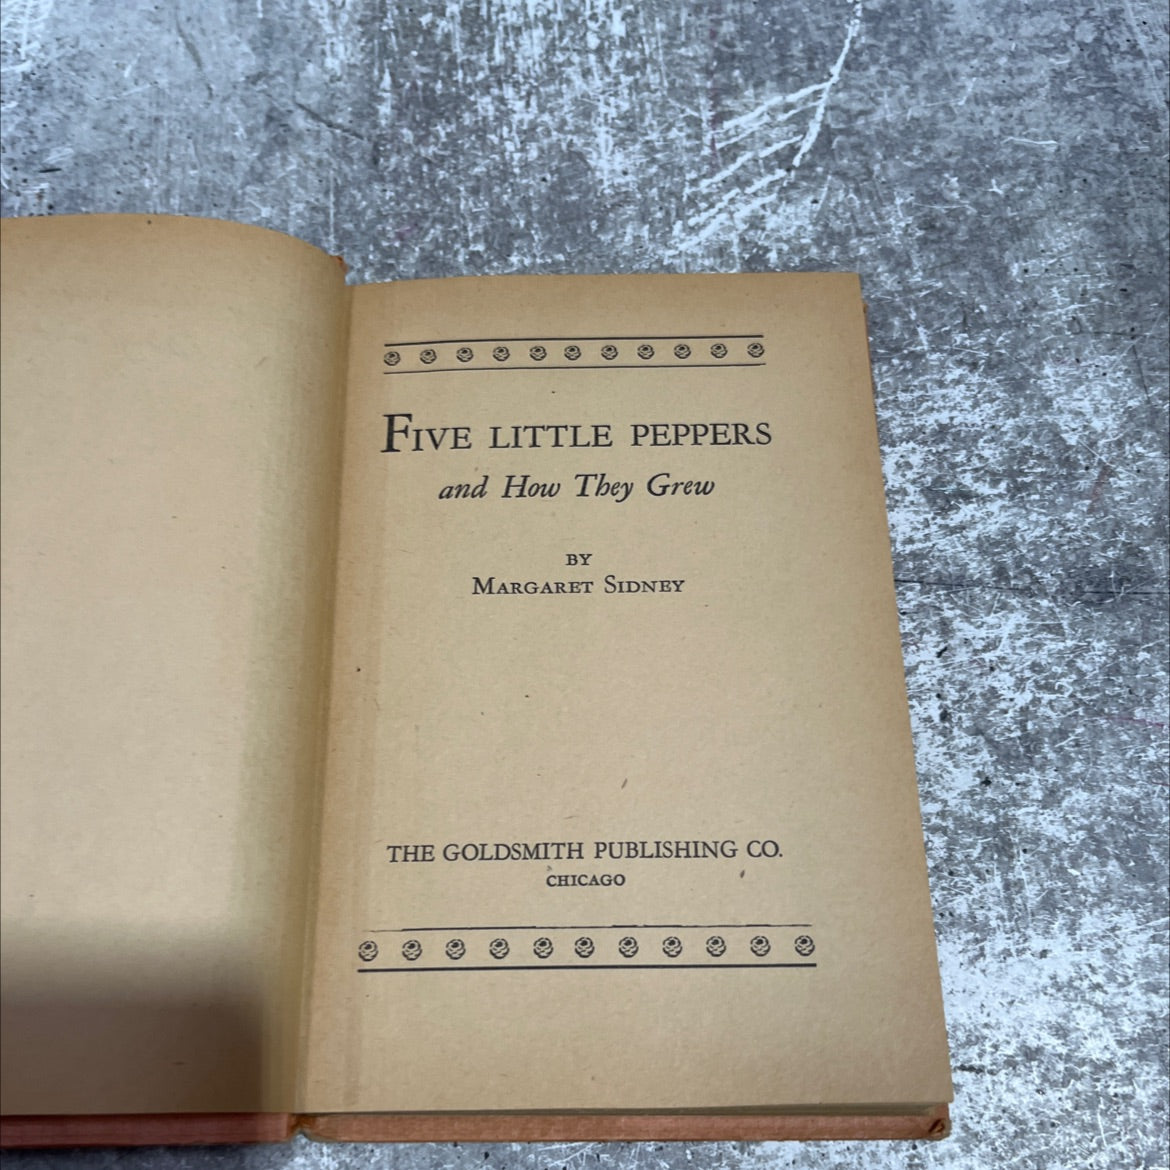 FIVE LITTLE PEPPERS
and How They Grew
BY
MARGARET SIDNEY
THE GOLDSMITH PUBLISHING CO.
CHICAGO